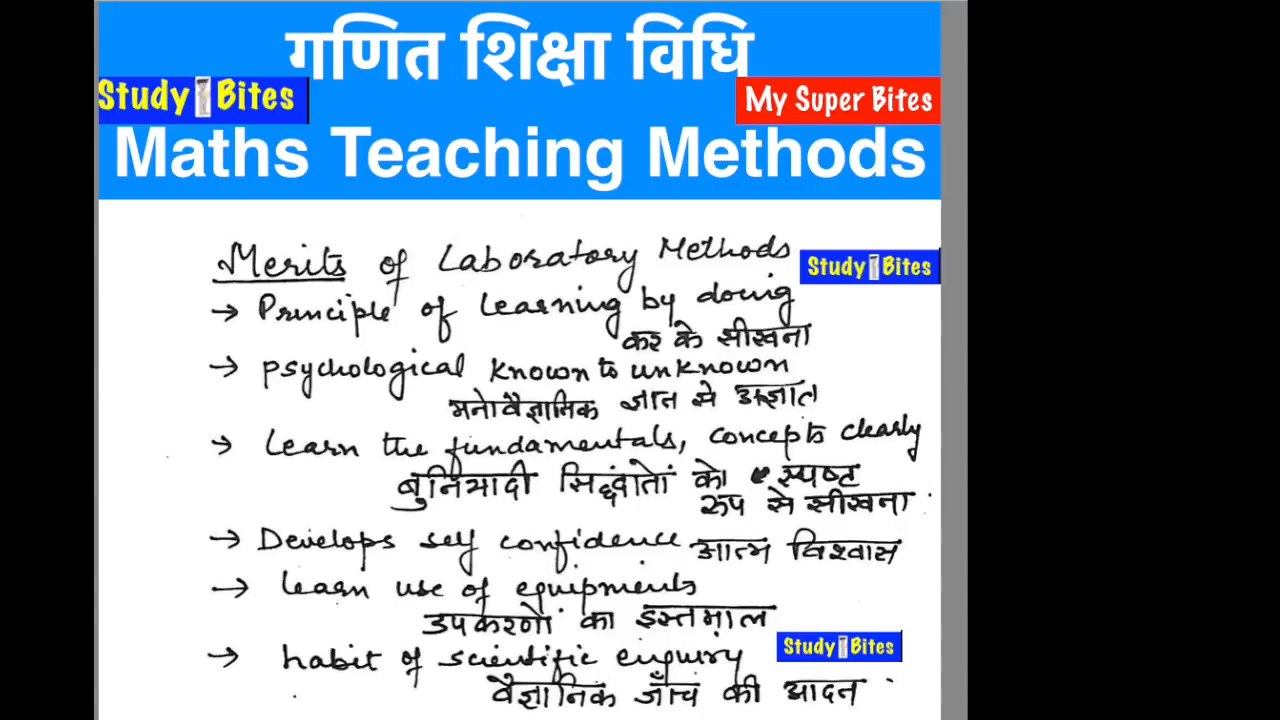 गणित शिक्षा विधि
Study Bites
My Super Bites
Maths Teaching Methods
Merits of Laboratory Methods
Study Bites
→ Principle of learning by doing
कर के सीखना
→ psychological known to unknown
मनोवैज्ञानिक ज्ञात से अज्ञात
→ Learn the fundamentals, concepts clearly
बुनियादी सिद्धांतों को स्पष्ट
रूप से सीखना
→ Develops self confidence आत्म विश्वास
→ Learn use of equipments
उपकरणों का इस्तमाल
Study Bites
→ habit of scientific enquiry
वैज्ञानिक जाँच की आदत